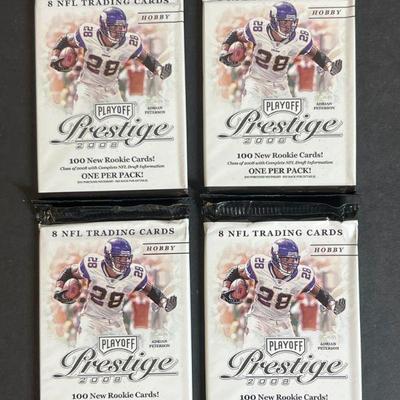 8 NFL TRADING CARDS
HOBBY
28
28
PLAYOFF
ADRIAN
PETERSON
Prestige
2008
100 New Rookie Cards!
Class of 2008 with Complete NFL Draft Information
ONE PER PACK!
HOBBY
28
28
PLAYOFF
ADRIAN
PETERSON
Prestige
2008
100 New Rookie Cards!
Class of 2008 with Complete NFL Draft Information
ONE PER PACK!
8 NFL TRADING CARDS
HOBBY
28
28
PLAYOFF
ADRIAN
PETERSON
Prestige
2008
100 New Rookie Cards!
8 NFL TRADING CARDS
HOBBY
28
28
PLAYOFF
ADRIAN
PETERSON
Prestige
2008
100 New Rookie Cards!